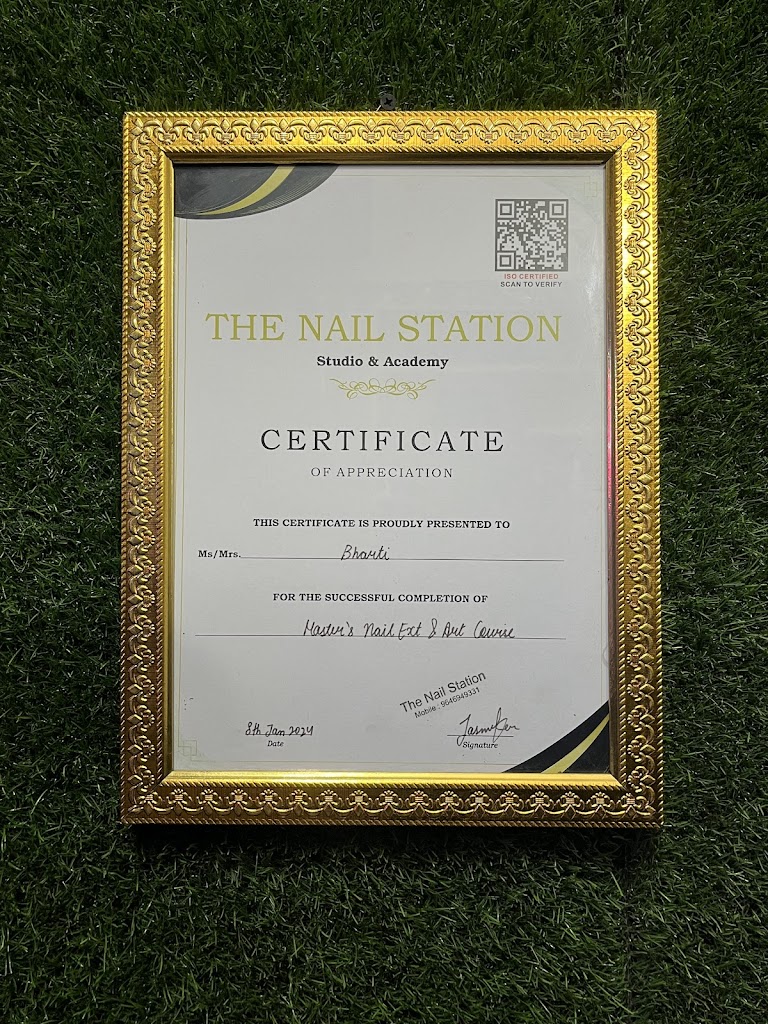 ISO CERTIFIED
SCAN TO VERIFY
THE NAIL STATION
Studio & Academy
CERTIFICATE
OF APPRECIATION
THIS CERTIFICATE IS PROUDLY PRESENTED TO
Ms/Mrs. Bharti
FOR THE SUCCESSFUL COMPLETION OF
Master's Nail Ext & Art Course
The Nail Station
Mobile - 9646949331
8th Jan 2024
Date
Signature